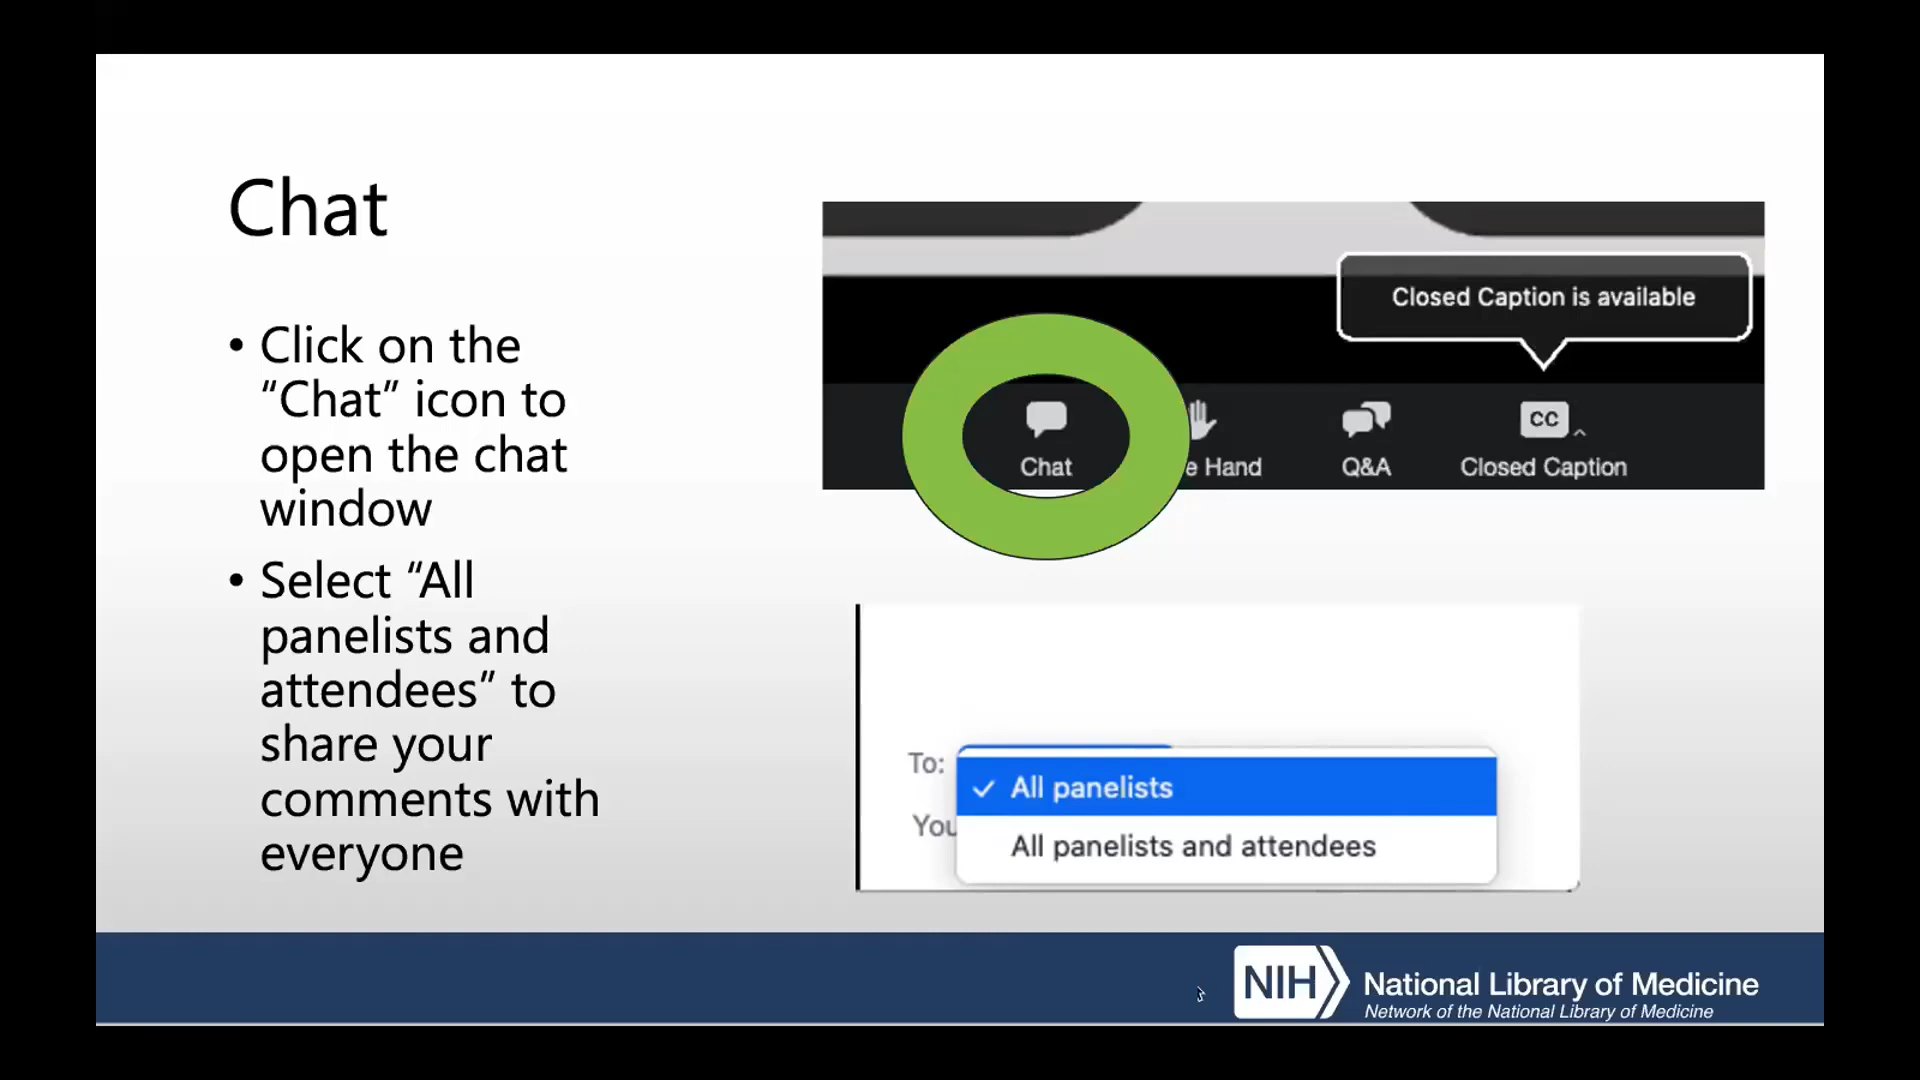 Chat
• Click on the
“Chat” icon to
open the chat
window
• Select “All
panelists and
attendees” to
share your
comments with
everyone
Closed Caption is available
CC
Chat
e Hand
Q&A
Closed Caption
To:
✓ All panelists
You
All panelists and attendees
NIH
National Library of Medicine
Network of the National Library of Medicine